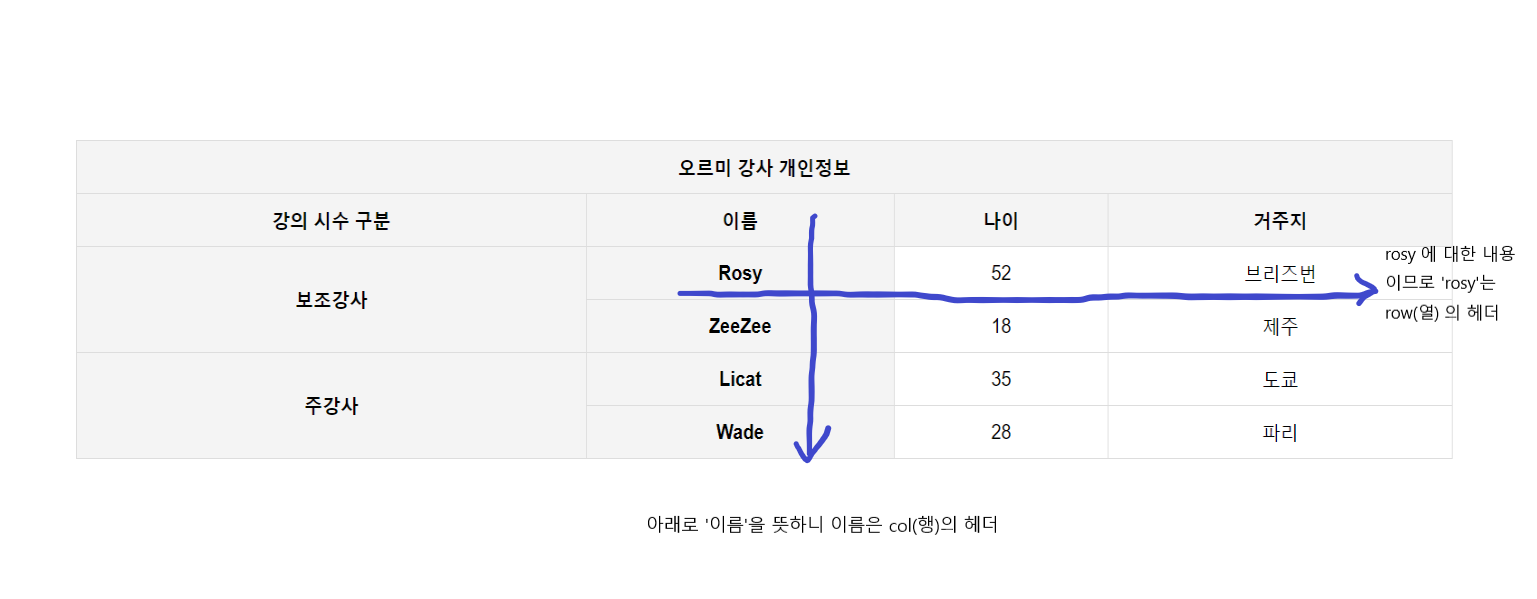 오르미 강사 개인정보
강의 시수 구분 이름 나이 거주지
보조강사
Rosy 52 브리즈번
ZeeZee 18 제주
주강사
Licat 35 도쿄
Wade 28 파리
rosy 에 대한 내용
이므로 'rosy'는
row(열) 의 헤더
아래로 '이름'을 뜻하니 이름은 col(행)의 헤더